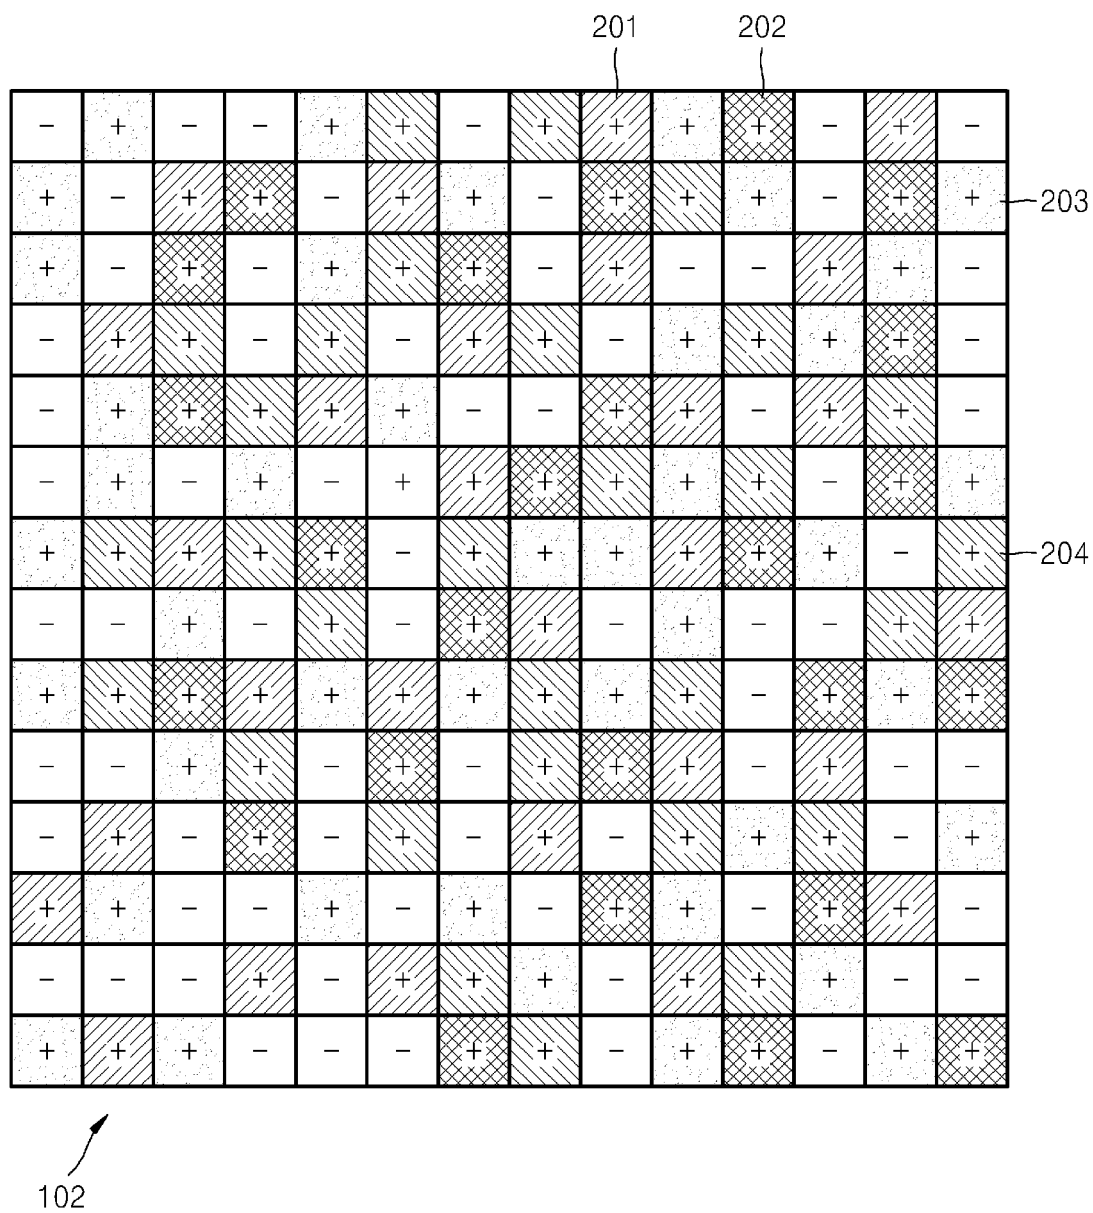 201 202
− + − − + + − + + + + − + −
+ − + + − + + − + + + − + +
203
+ − + − + + + − + − − + + −
− + + − + − + + − + + + + −
− + + + + + − − + + − + + −
− + − + − + + + + + + − + +
+ + + + + − + + + + + + − +
204
− − + − + − + + − + − − + +
+ + + + + + + + + + − + + +
− − + + − + − + + + − + − −
− + − + − + − + − + + + − +
+ + − − + − + − + + − + + −
− − − + − + + + − + + + − −
+ + + − − − + + − + + − + +
102